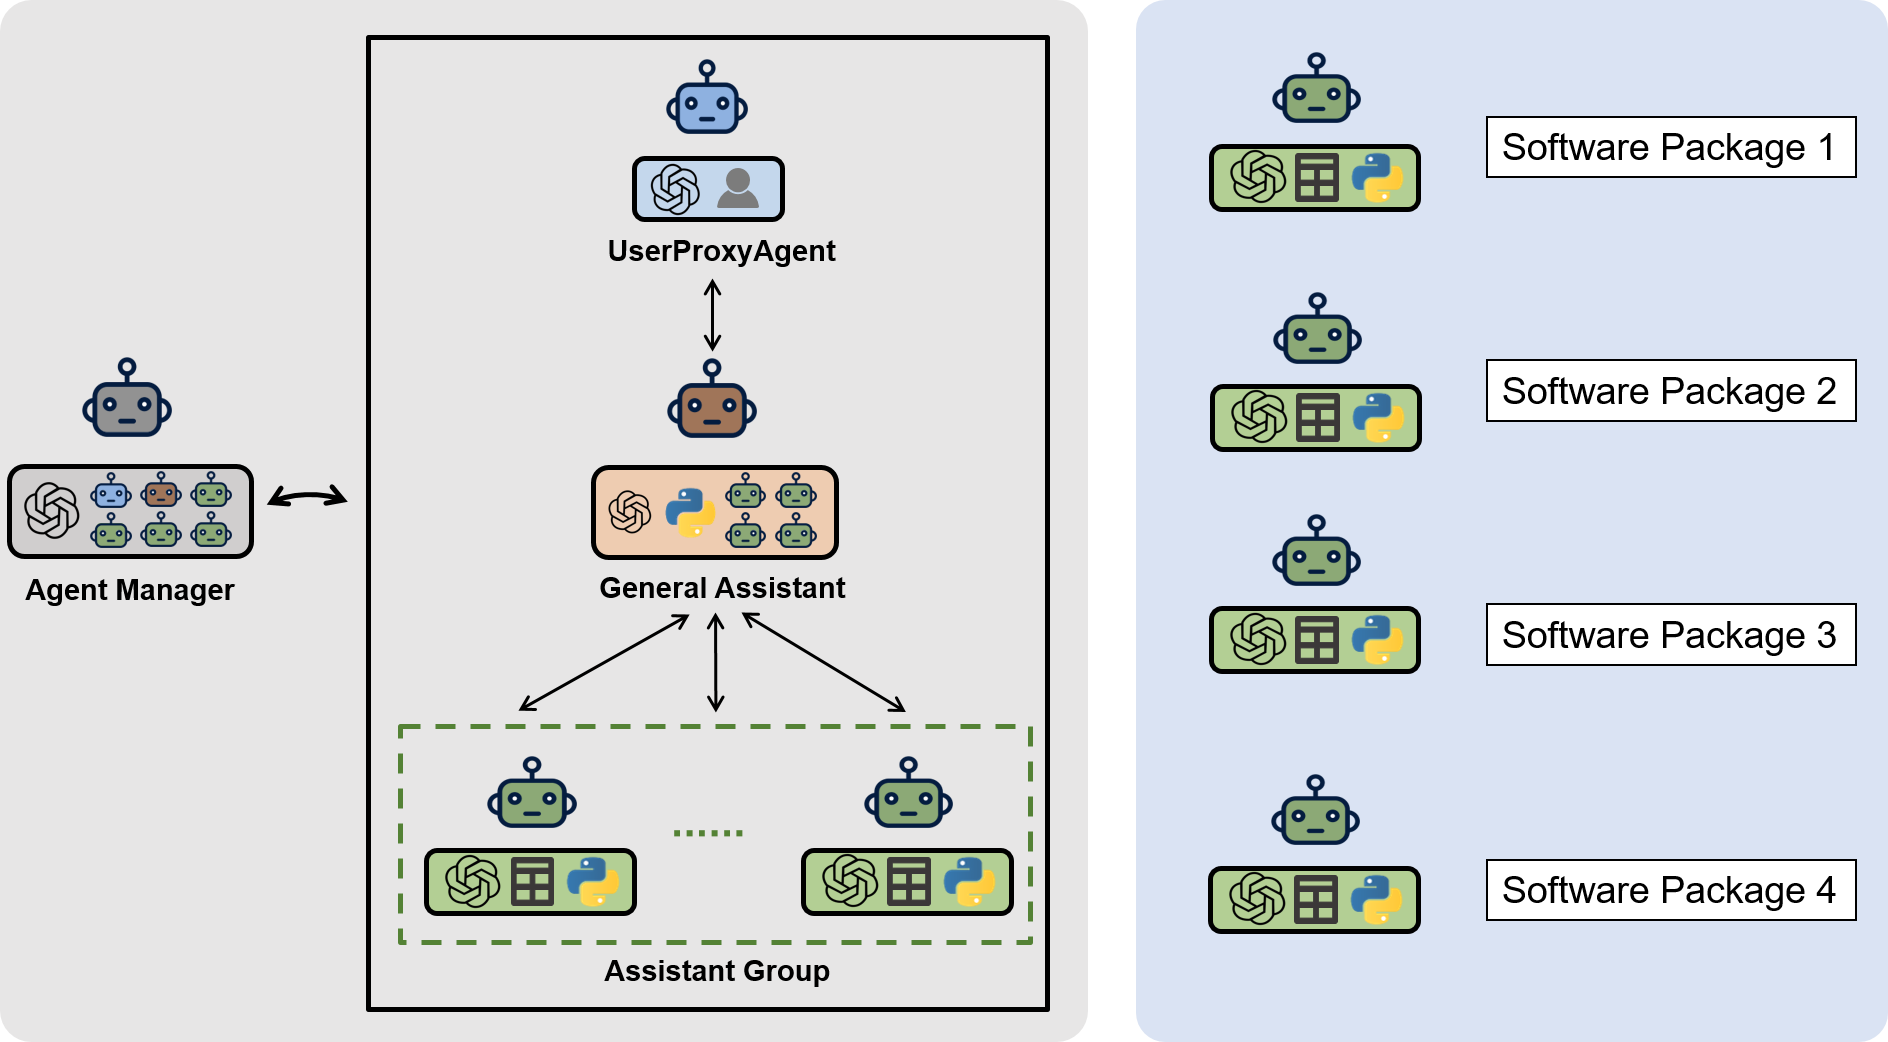 UserProxyAgent
Agent Manager
General Assistant
Assistant Group
Software Package 1
Software Package 2
Software Package 3
Software Package 4